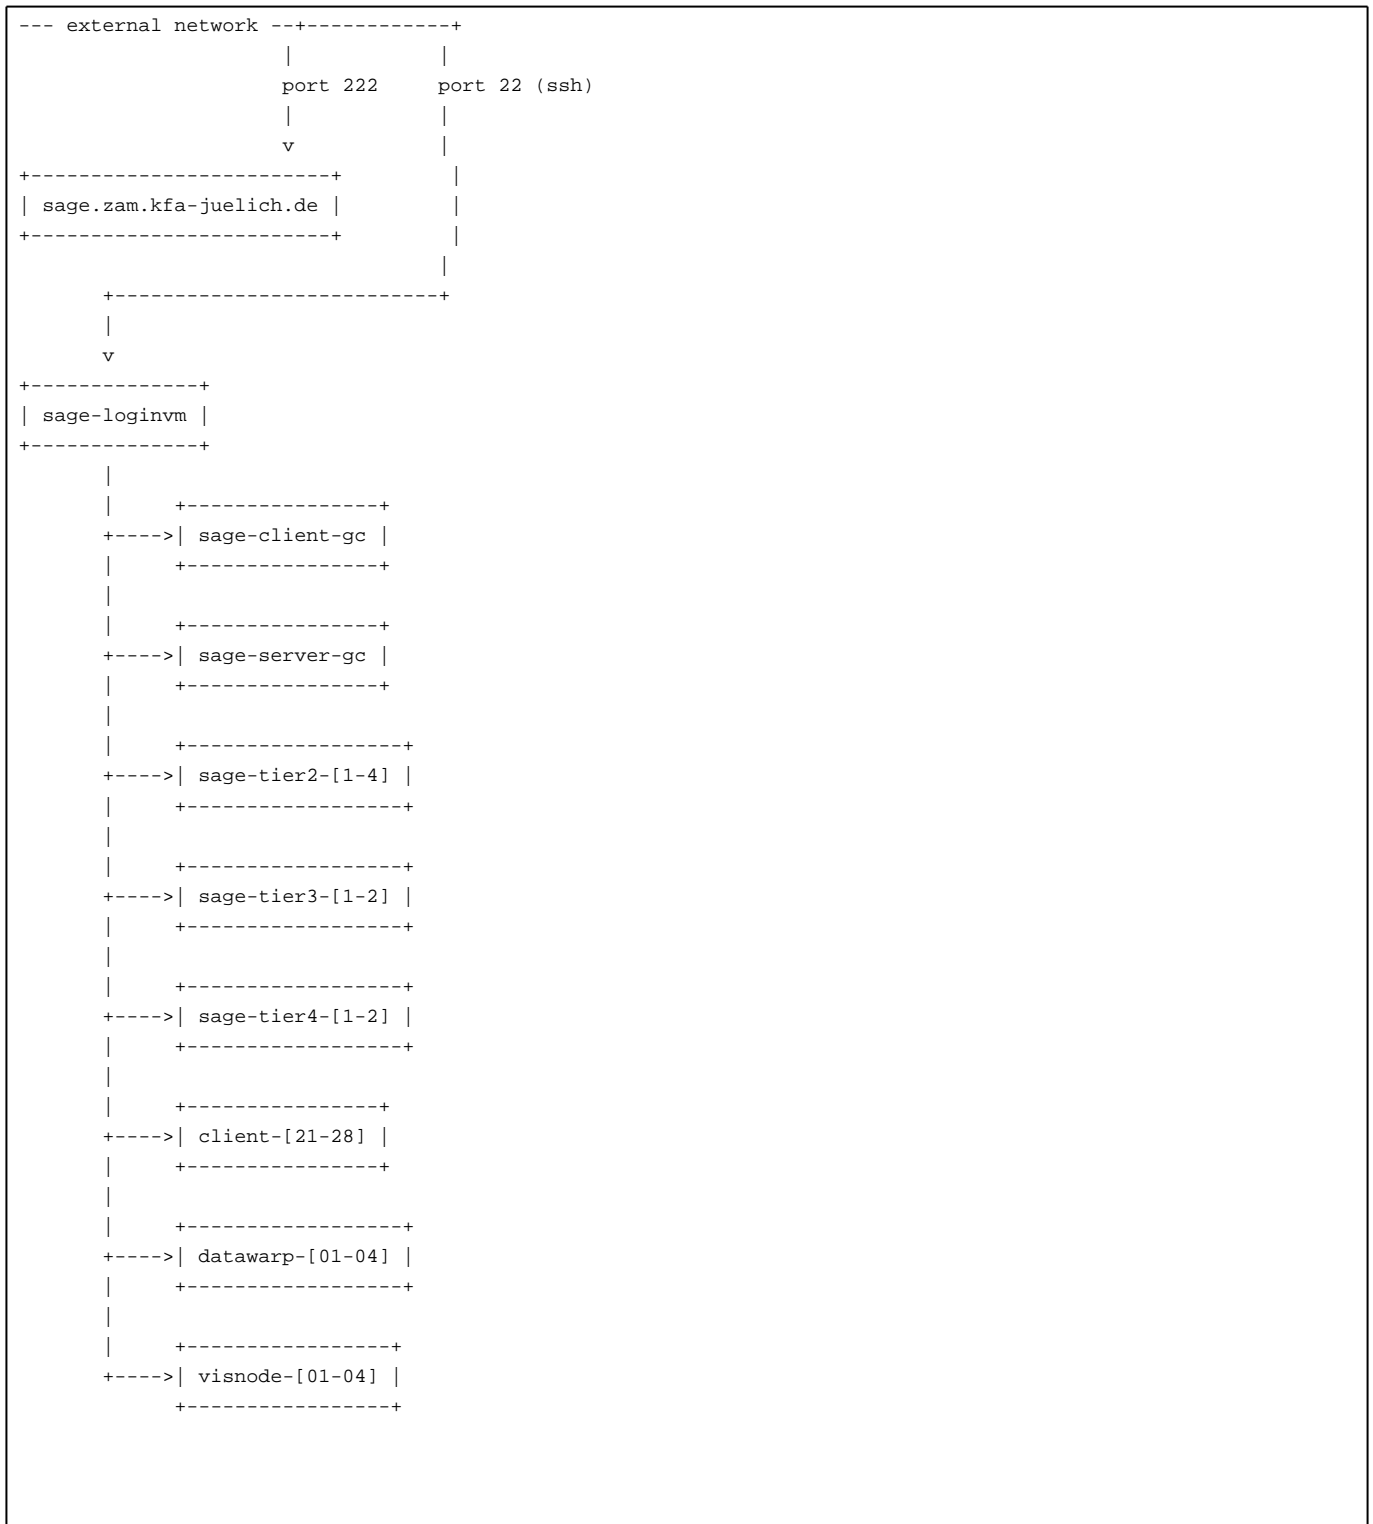 --- external network --+------------+
                       |            |
                      port 222     port 22 (ssh)
                       |            |
                       v            |
+-------------------------+         |
| sage.zam.kfa-juelich.de |         |
+-------------------------+         |
                                    |
       +---------------------------+
       |
       v
+--------------+
| sage-loginvm |
+--------------+
       |
       |     +----------------+
       +---->| sage-client-gc |
       |     +----------------+
       |
       |     +----------------+
       +---->| sage-server-gc |
       |     +----------------+
       |
       |     +------------------+
       +---->| sage-tier2-[1-4] |
       |     +------------------+
       |
       |     +------------------+
       +---->| sage-tier3-[1-2] |
       |     +------------------+
       |
       |     +------------------+
       +---->| sage-tier4-[1-2] |
       |     +------------------+
       |
       |     +----------------+
       +---->| client-[21-28] |
       |     +----------------+
       |
       |     +------------------+
       +---->| datawarp-[01-04] |
       |     +------------------+
       |
       |     +-----------------+
       +---->| visnode-[01-04] |
             +-----------------+